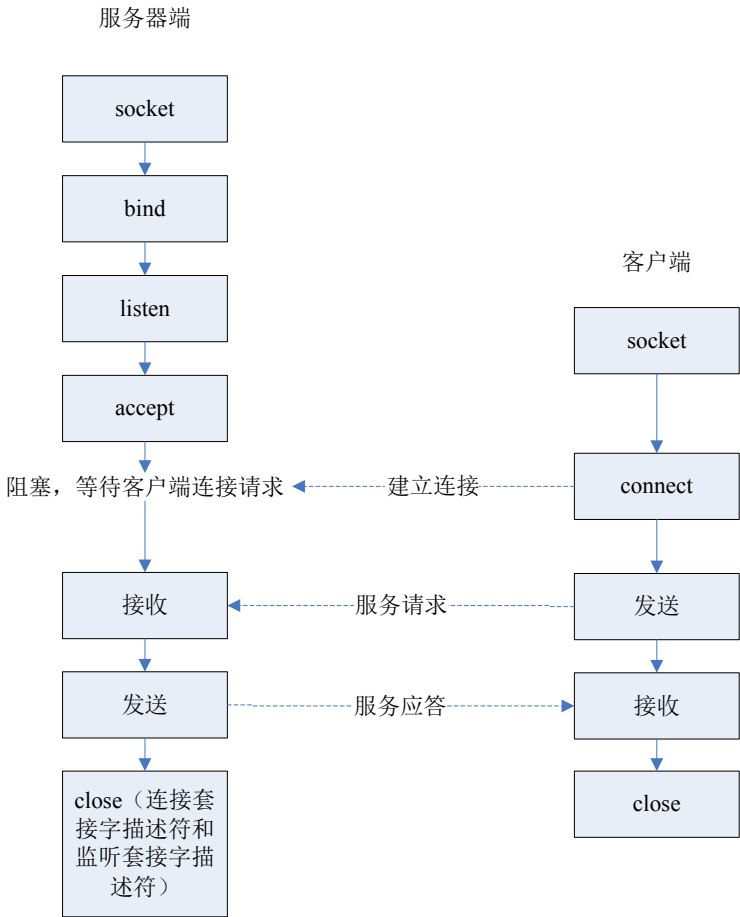 服务器端
socket
bind
listen
客户端
socket
accept
阻塞，等待客户端连接请求
建立连接
connect
接收
服务请求
发送
发送
服务应答
接收
close（连接套
接字描述符和
监听套接字描
述符）
close